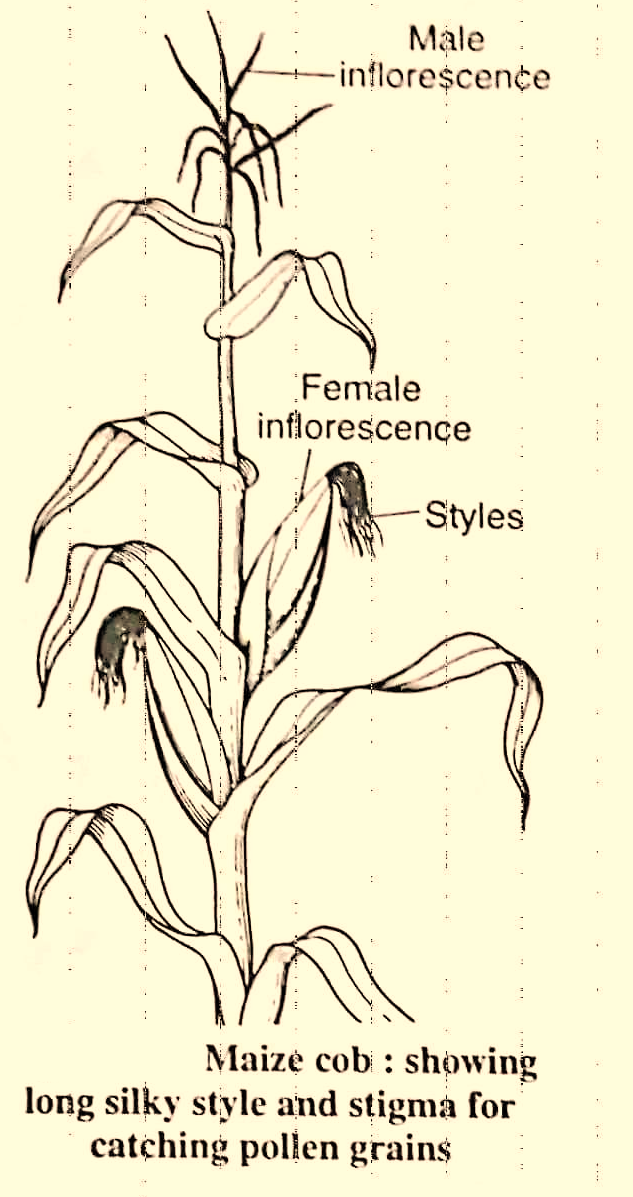 Male
inflorescence
Female
inflorescence
Styles
Maize cob : showing
long silky style and stigma for
catching pollen grains